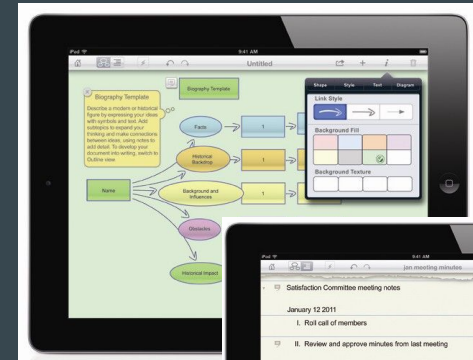 iPad
9:41 AM
Untitled
Biography Template
Describe a modern or historical
figure by expressing your ideas
with symbols and text. Add
subtopics to expand your
thinking and make connections
between ideas, using notes to
add detail. To develop your
document into writing, switch to
Outline view.
Biography Template
Facts
1
Historical
Backdrop
1
Name
Background and
Influences
1
Obstacles
Historical Impact
Shape
Style
Text
Diagram
Link Style
Background Fill
Background Texture
iPad
9:41 AM
jan meeting minutes
Satisfaction Committee meeting notes
January 12 2011
I. Roll call of members
II. Review and approve minutes from last meeting